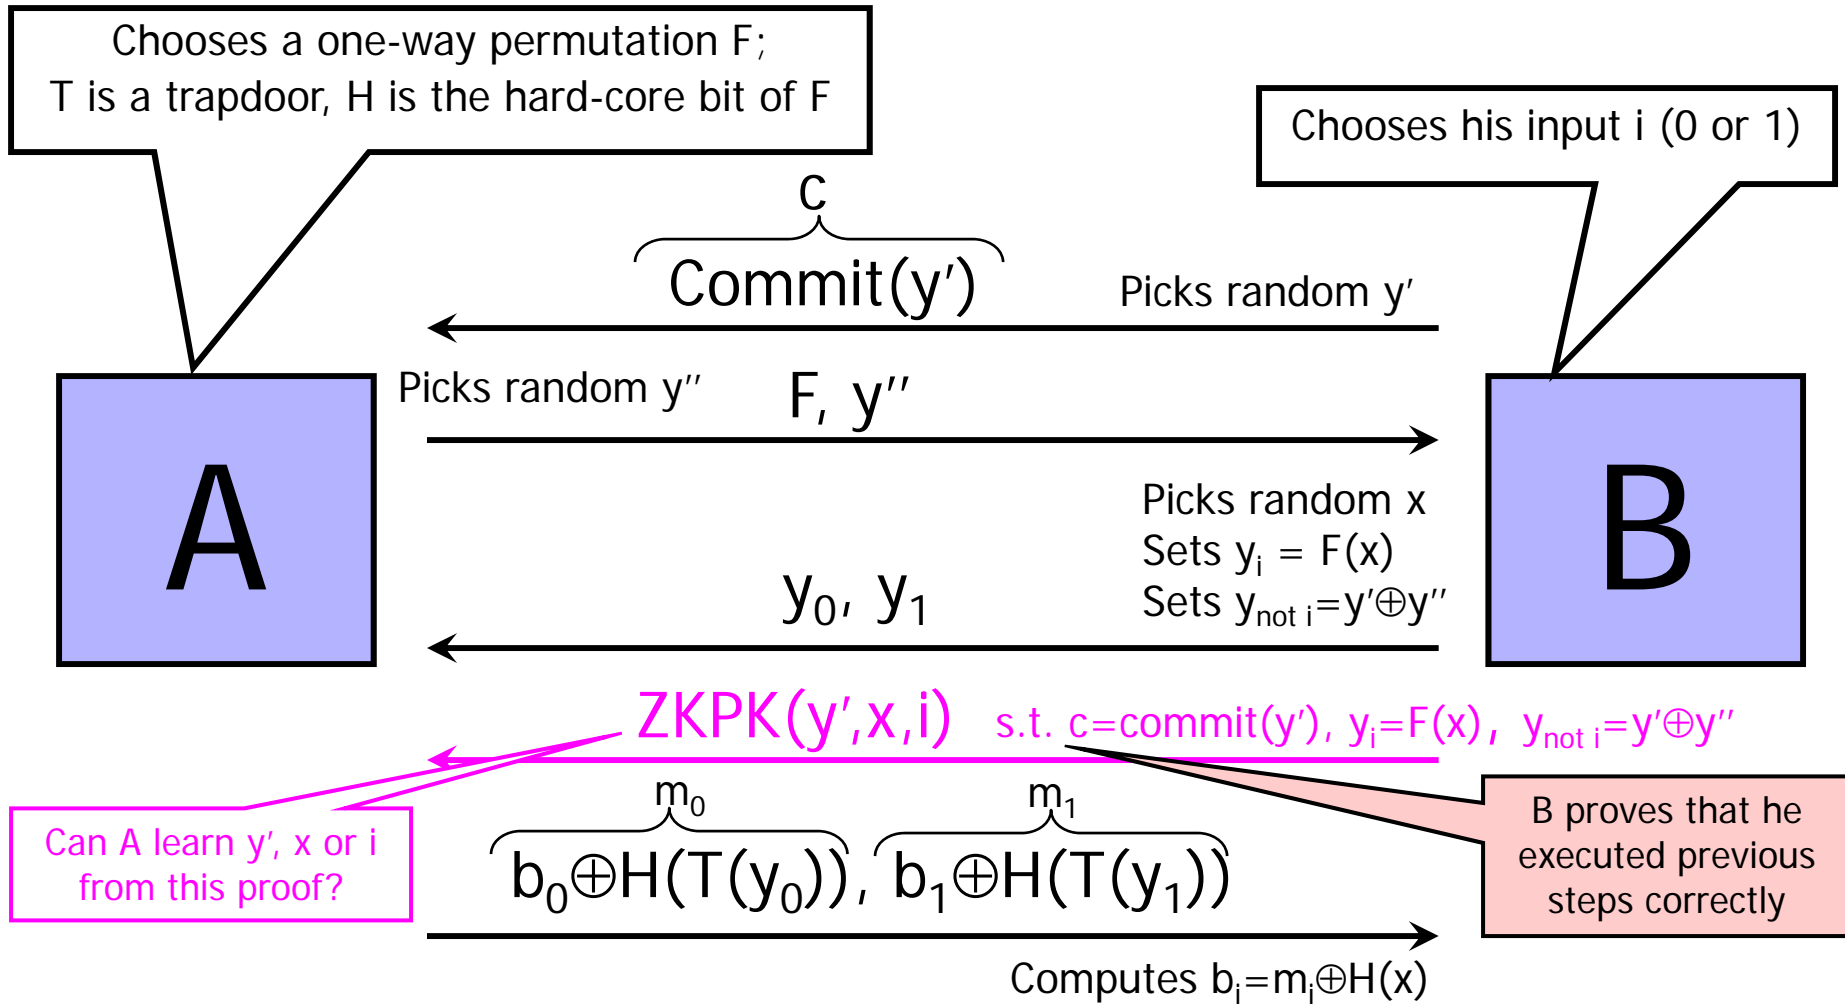 Chooses a one-way permutation F;
T is a trapdoor, H is the hard-core bit of F
Chooses his input i (0 or 1)
C
Commit(y′)
Picks random y′
Picks random y′′
F, y′′
A
B
Picks random x
Sets yᵢ = F(x)
Sets y_not i=y′⊕y′′
y₀, y₁
ZKPK(y′,x,i) s.t. c=commit(y′), yᵢ=F(x), y_not i=y′⊕y′′
Can A learn y′, x or i
from this proof?
m₀
m₁
b₀⊕H(T(y₀)), b₁⊕H(T(y₁))
B proves that he
executed previous
steps correctly
Computes bᵢ=mᵢ⊕H(x)